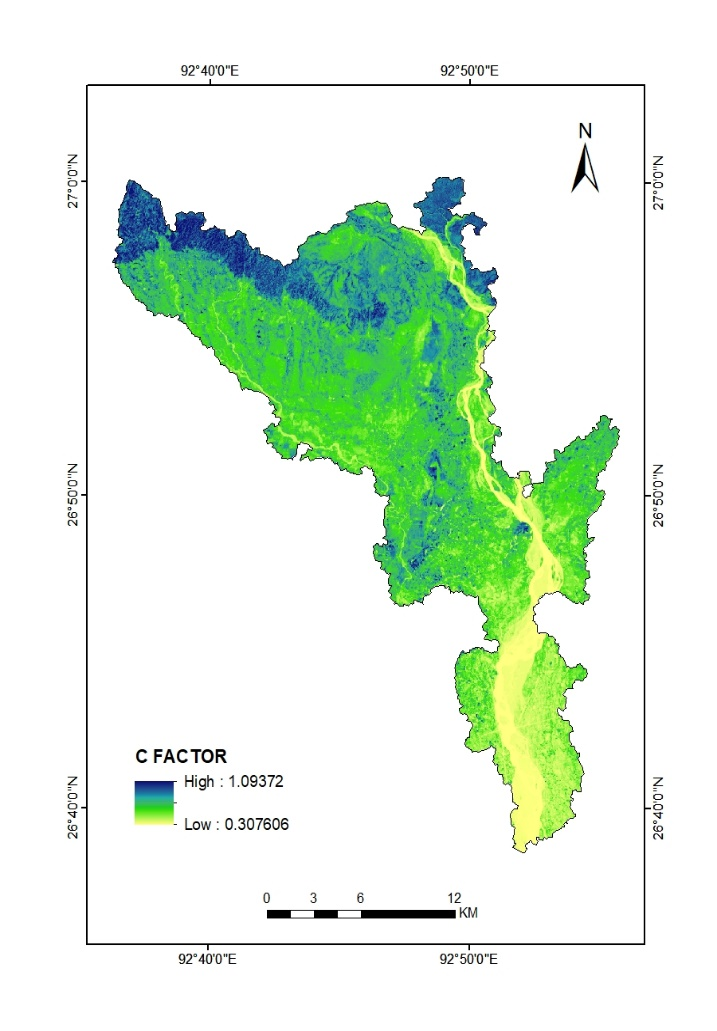 92°40'0"E 92°50'0"E
N
27°0'0"N 27°0'0"N
26°50'0"N 26°50'0"N
C FACTOR
High : 1.09372
Low : 0.307606
26°40'0"N 26°40'0"N
0 3 6 12
KM
92°40'0"E 92°50'0"E